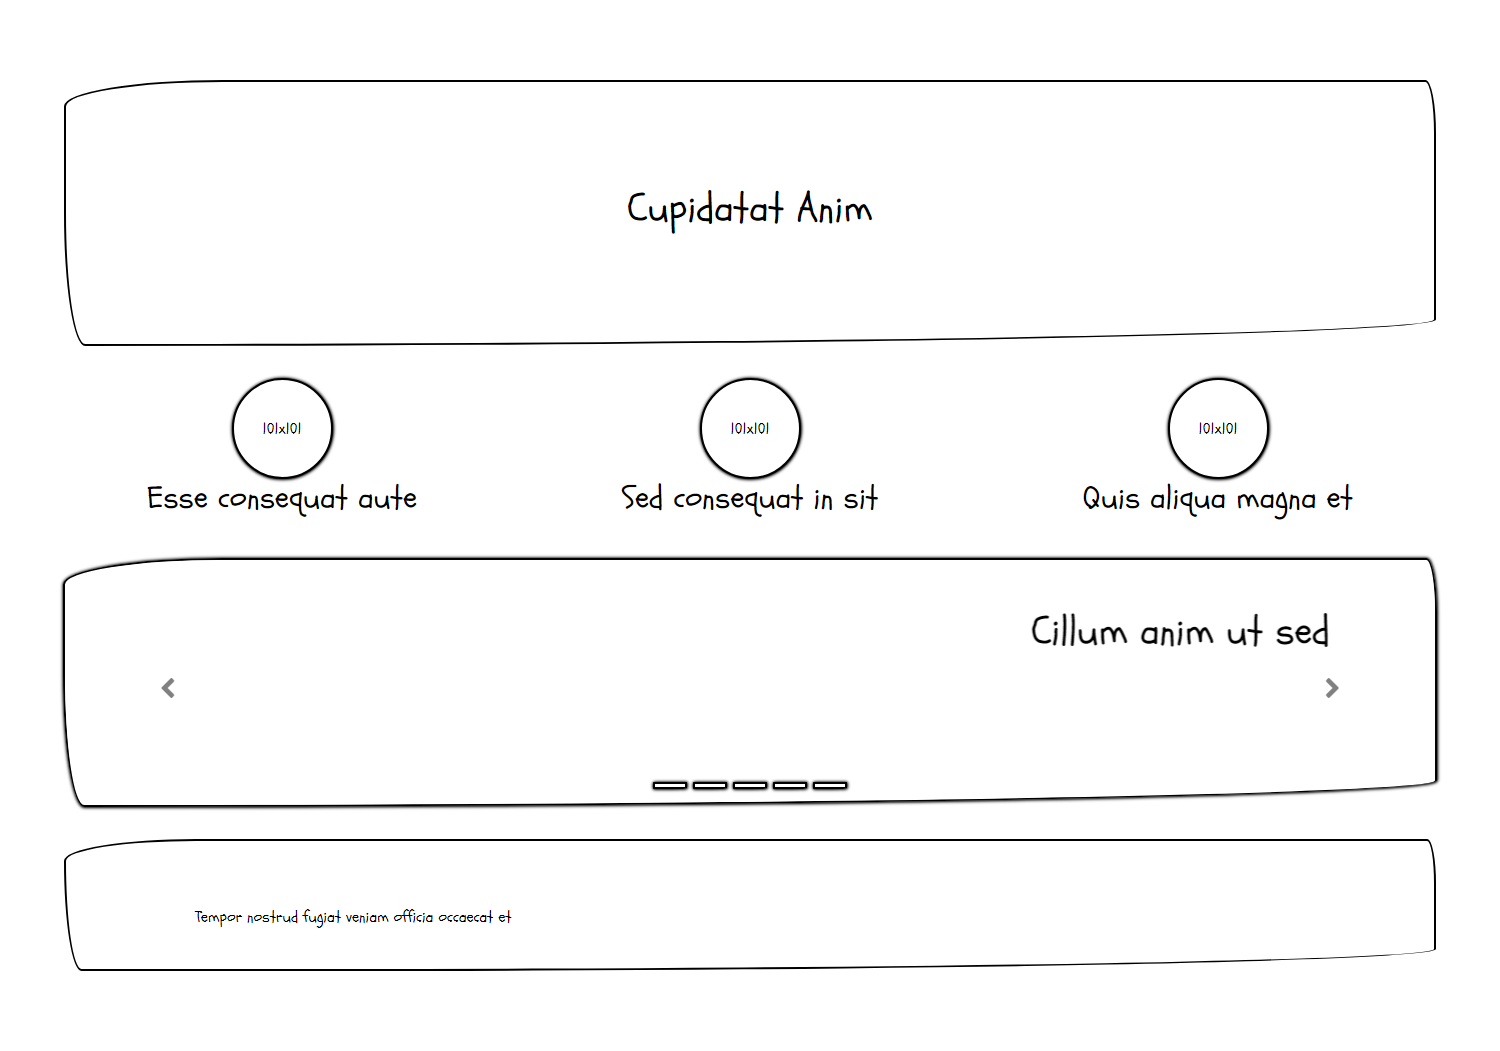 Cupidatat Anim
101x101
101x101
101x101
Esse consequat aute
Sed consequat in sit
Quis aliqua magna et
Cillum anim ut sed
Tempor nostrud fugiat veniam officia occaecat et